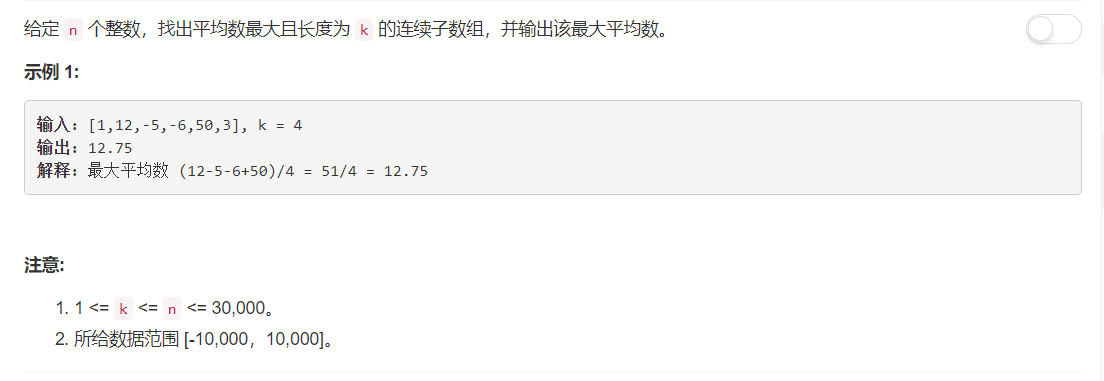 给定 n 个整数，找出平均数最大且长度为 k 的连续子数组，并输出该最大平均数。
示例 1:
输入: [1,12,-5,-6,50,3], k = 4
输出: 12.75
解释: 最大平均数 (12-5-6+50)/4 = 51/4 = 12.75
注意:
1. 1 <= k <= n <= 30,000。
2. 所给数据范围 [-10,000，10,000]。